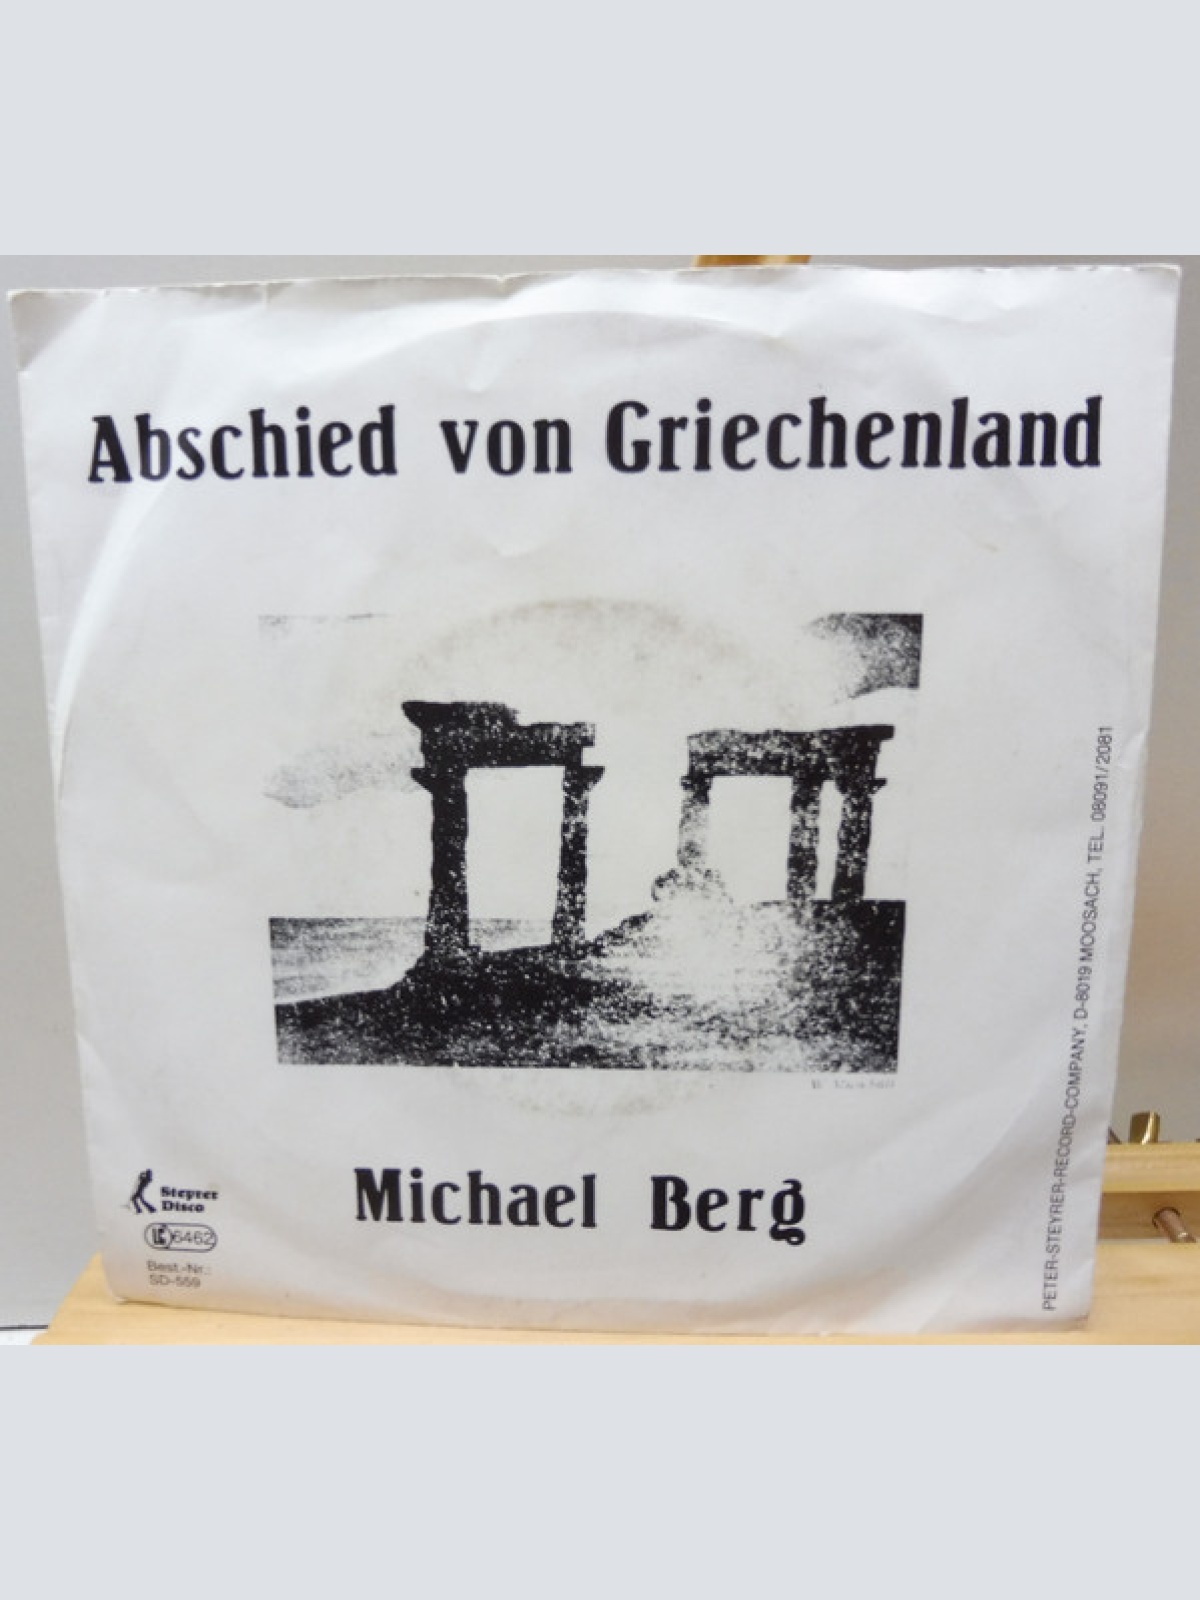 Abschied von Griechenland
Michael Berg
Steyrer
Disco
LC 6462
Best.-Nr.:
SD-559
PETER-STEYRER-RECORD-COMPANY, D-8019 MOOSACH, TEL. 08091/2081